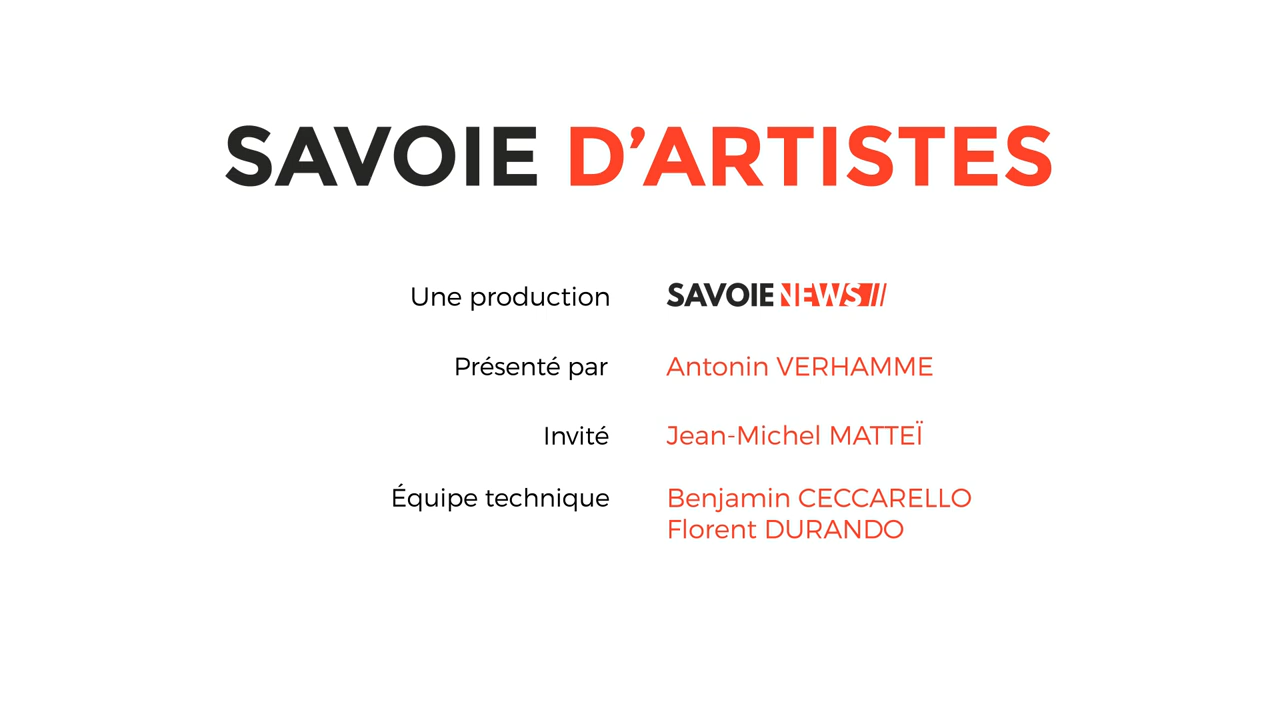 SAVOIE D’ARTISTES
Une production SAVOIE NEWS //
Présenté par Antonin VERHAMME
Invité Jean-Michel MATTEÏ
Équipe technique Benjamin CECCARELLO
Florent DURANDO